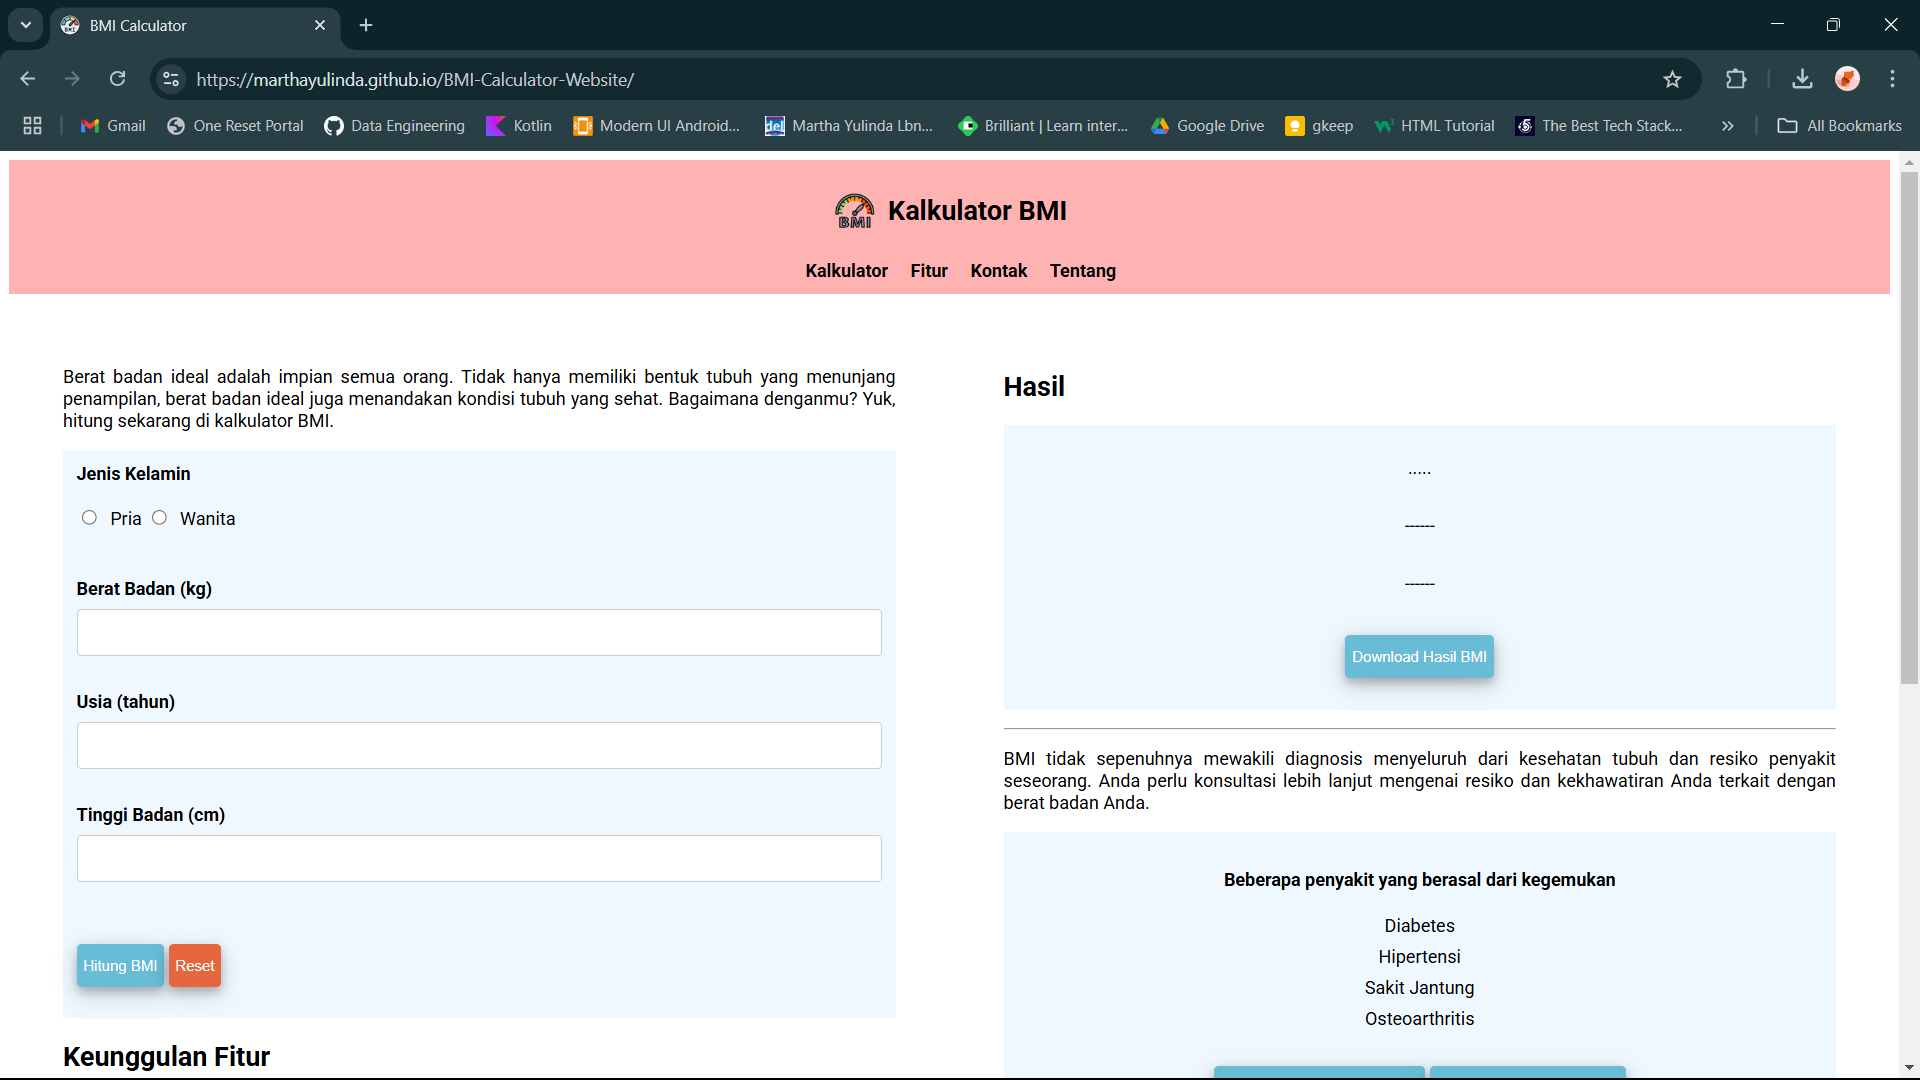 BMI Calculator
https://marthayulinda.github.io/BMI-Calculator-Website/
Gmail
One Reset Portal
Data Engineering
Kotlin
Modern UI Android...
Martha Yulinda Lbn...
Brilliant | Learn inter...
Google Drive
gkeep
HTML Tutorial
The Best Tech Stack...
All Bookmarks
BMI
Kalkulator BMI
Kalkulator Fitur Kontak Tentang
Berat badan ideal adalah impian semua orang. Tidak hanya memiliki bentuk tubuh yang menunjang
penampilan, berat badan ideal juga menandakan kondisi tubuh yang sehat. Bagaimana denganmu? Yuk,
hitung sekarang di kalkulator BMI.
Jenis Kelamin
Pria Wanita
Berat Badan (kg)
Usia (tahun)
Tinggi Badan (cm)
Hitung BMI Reset
Keunggulan Fitur
Hasil
.....
------
------
Download Hasil BMI
BMI tidak sepenuhnya mewakili diagnosis menyeluruh dari kesehatan tubuh dan resiko penyakit
seseorang. Anda perlu konsultasi lebih lanjut mengenai resiko dan kekhawatiran Anda terkait dengan
berat badan Anda.
Beberapa penyakit yang berasal dari kegemukan
Diabetes
Hipertensi
Sakit Jantung
Osteoarthritis